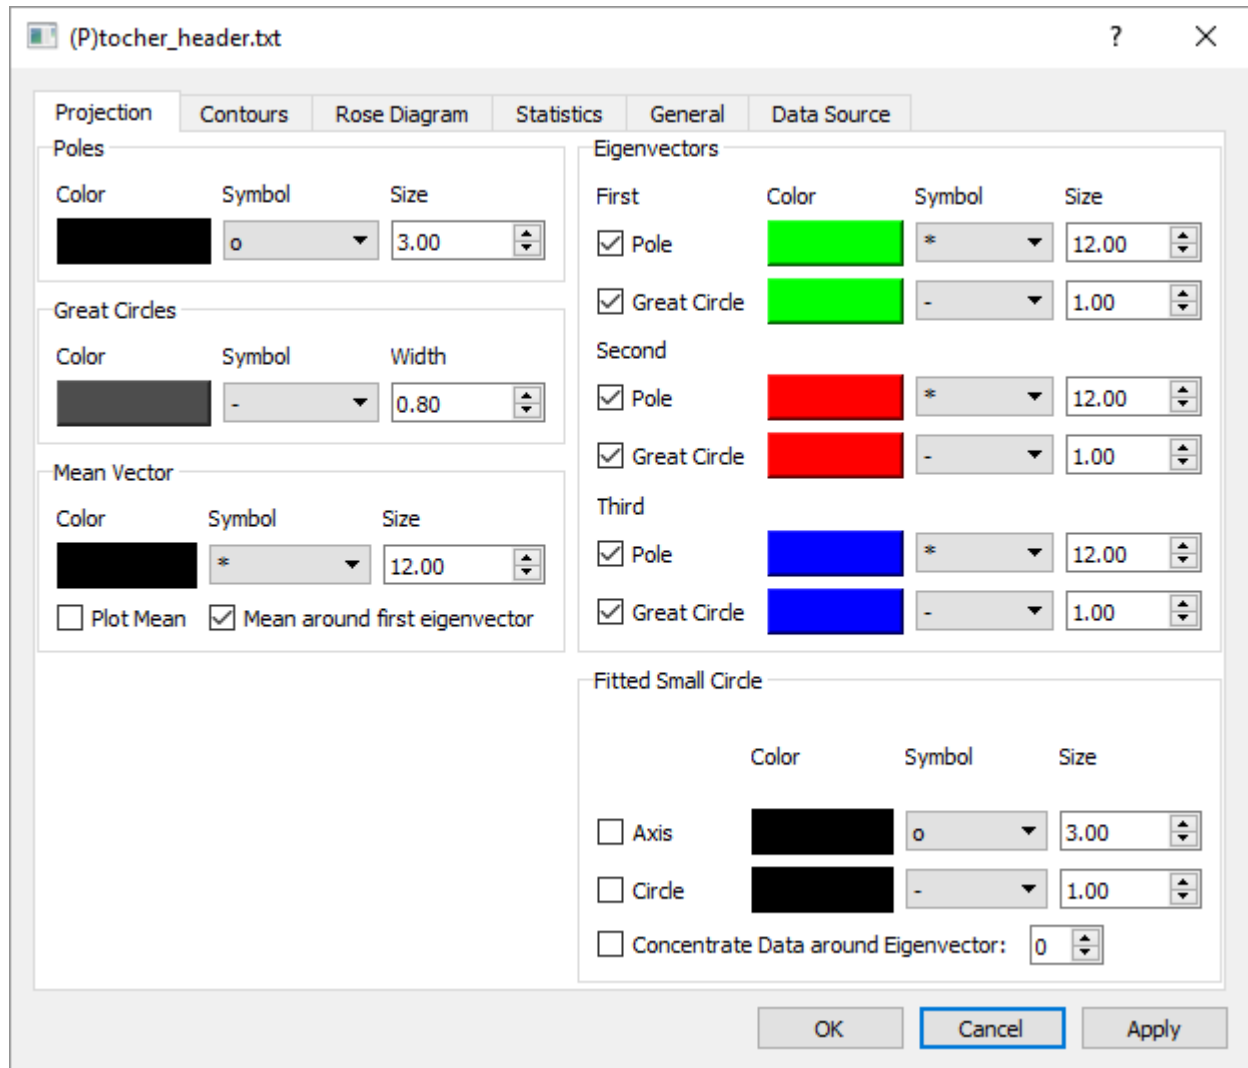 (P)tocher_header.txt ?
Projection Contours Rose Diagram Statistics General Data Source
Poles
Color Symbol Size
o 3.00
Great Circles
Color Symbol Width
- 0.80
Mean Vector
Color Symbol Size
* 12.00
Plot Mean Mean around first eigenvector
Eigenvectors
First Color Symbol Size
Pole * 12.00
Great Circle - 1.00
Second
Pole * 12.00
Great Circle - 1.00
Third
Pole * 12.00
Great Circle - 1.00
Fitted Small Circle
Color Symbol Size
Axis o 3.00
Circle - 1.00
Concentrate Data around Eigenvector: 0
OK Cancel Apply